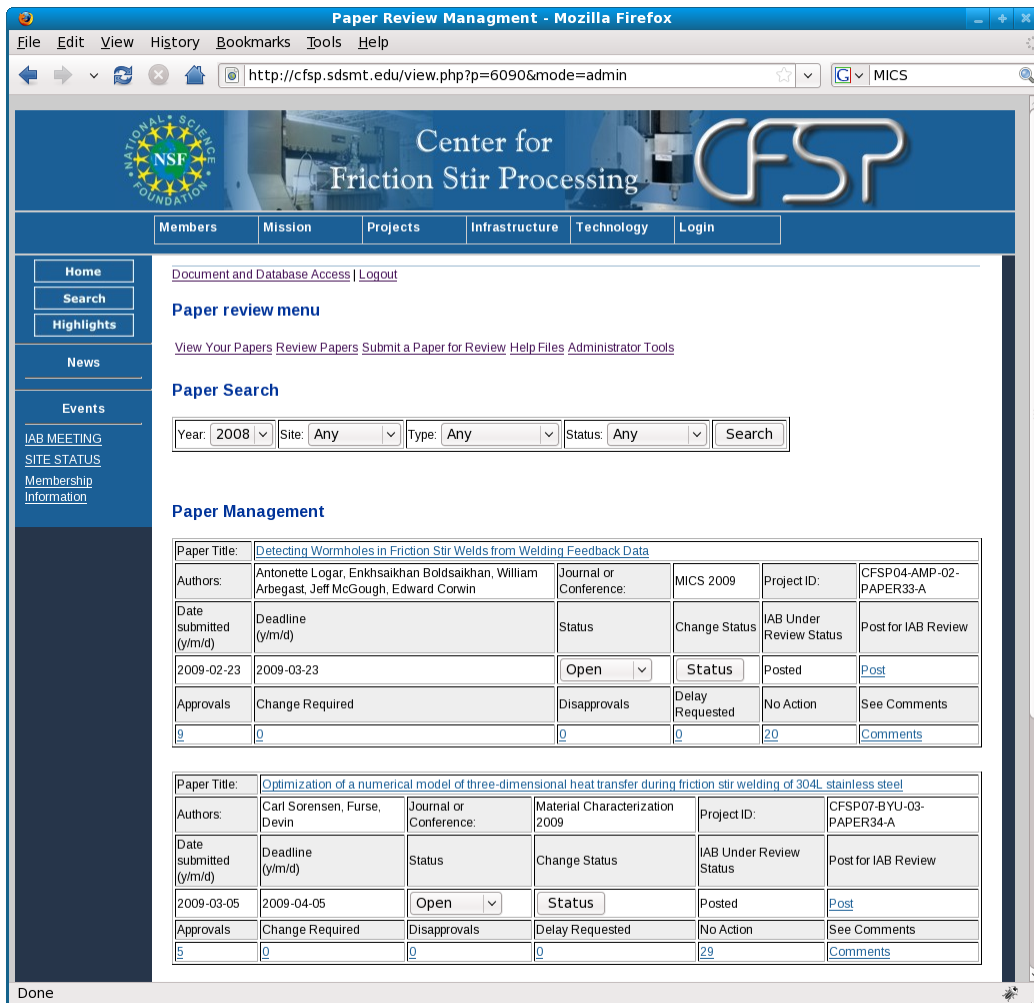 Paper Review Managment - Mozilla Firefox
File Edit View History Bookmarks Tools Help
http://cfsp.sdsmt.edu/view.php?p=6090&mode=admin
G
MICS
NATIONAL SCIENCE FOUNDATION
NSF
Center for
Friction Stir Processing
CFSP
Members Mission Projects Infrastructure Technology Login
Home
Search
Highlights
News
Events
IAB MEETING
SITE STATUS
Membership
Information
Document and Database Access | Logout
Paper review menu
View Your Papers Review Papers Submit a Paper for Review Help Files Administrator Tools
Paper Search
Year: 2008 Site: Any Type: Any Status: Any Search
Paper Management
Paper Title: Detecting Wormholes in Friction Stir Welds from Welding Feedback Data
Authors: Antonette Logar, Enkhsaikhan Boldsaikhan, William
Arbegast, Jeff McGough, Edward Corwin
Journal or
Conference:
MICS 2009
Project ID:
CFSP04-AMP-02-
PAPER33-A
Date
submitted
(y/m/d)
Deadline
(y/m/d)
Status
Change Status
IAB Under
Review Status
Post for IAB Review
2009-02-23 2009-03-23 Open Status Posted Post
Approvals Change Required Disapprovals
Delay
Requested
No Action See Comments
9 0 0 0 20 Comments
Paper Title: Optimization of a numerical model of three-dimensional heat transfer during friction stir welding of 304L stainless steel
Authors:
Carl Sorensen, Furse,
Devin
Journal or
Conference:
Material Characterization
2009
Project ID:
CFSP07-BYU-03-
PAPER34-A
Date
submitted
(y/m/d)
Deadline
(y/m/d)
Status
Change Status
IAB Under Review
Status
Post for IAB Review
2009-03-05 2009-04-05 Open Status Posted Post
Approvals Change Required Disapprovals Delay Requested No Action See Comments
5 0 0 0 29 Comments
Done